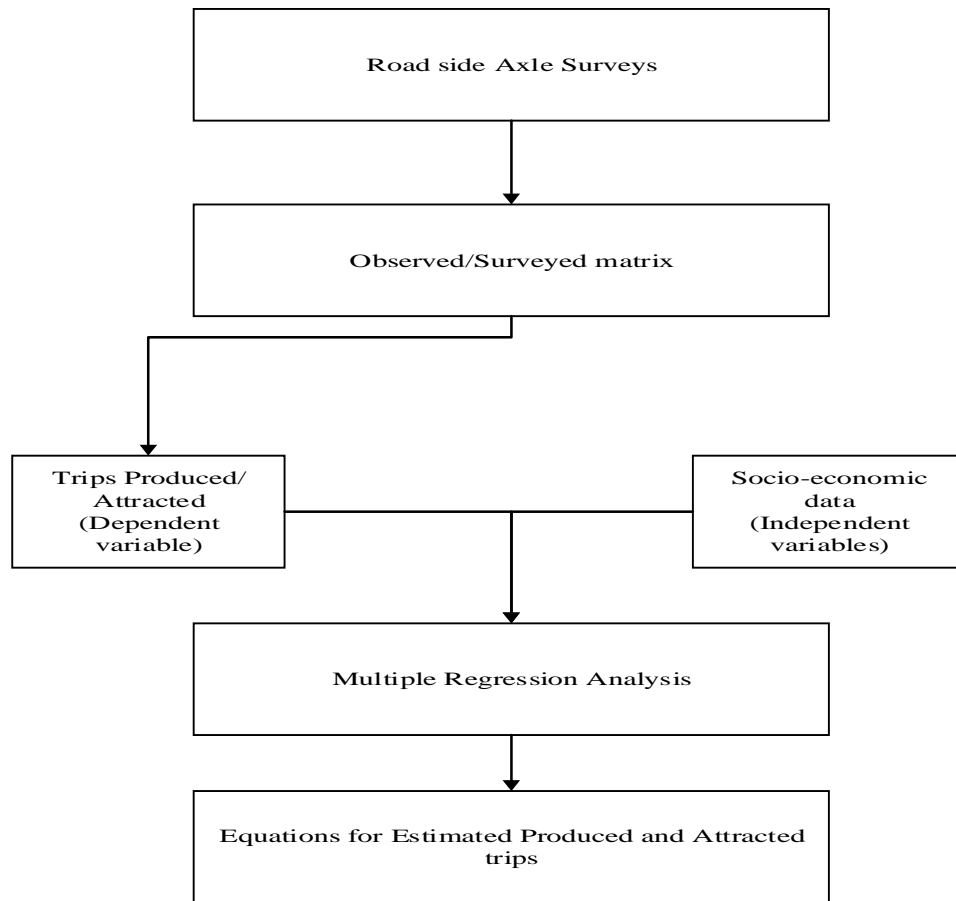 Road side Axle Surveys
Observed/Surveyed matrix
Trips Produced/
Attracted
(Dependent
variable)
Socio-economic
data
(Independent
variables)
Multiple Regression Analysis
Equations for Estimated Produced and Attracted
trips